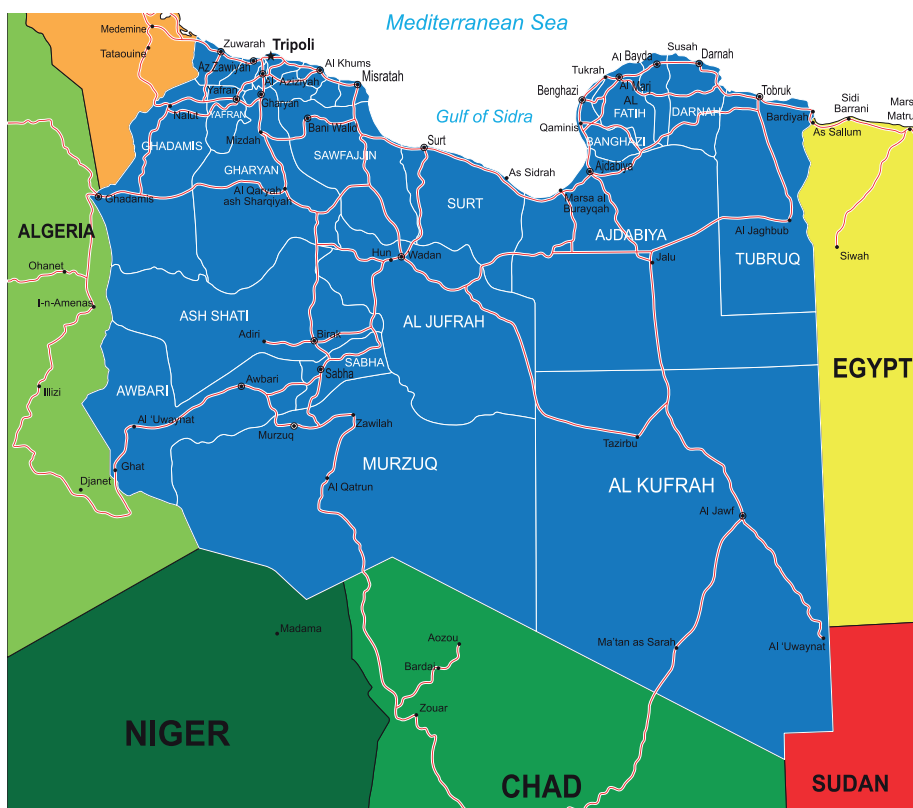 Mediterranean Sea
Medemine
Tataouine
Zuwarah
Tripoli
Az Zawiyah
Al Khums
Al
Aziziyah
Misratah
Yafran
YAFRAN
Gharyan
Nalut
Bani Walid
Mizdah
GHADAMIS
GHARYAN
SAWFAJJIN
Al Qaryah
ash Sharqiyah
Ghadamis
Gulf of Sidra
Surt
As Sidrah
SURT
Susah
Darnah
Al Bayda
Tukrah
Al Marj
AL
FATIH
DARNAH
Benghazi
Qaminis
BANGHAZI
Ajdabiya
Marsa al
Burayqah
AJDABIYA
Tobruk
Bardiyah
As Sallum
Sidi
Barrani
Mars
Matru
Siwah
Al Jaghbub
TUBRUQ
Jalu
ALGERIA
Ohanet
I-n-Amenas
Illizi
Djanet
Ghat
Hun
Wadan
ASH SHATI
Adiri
Birak
AL JUFRAH
SABHA
Sabha
AWBARI
Awbari
Al 'Uwaynat
Murzuq
Zawilah
MURZUQ
Al Qatrun
Tazirbu
AL KUFRAH
Al Jawf
EGYPT
Ma'tan as Sarah
Al 'Uwaynat
Madama
Aozou
Bardai
Zouar
NIGER
CHAD
SUDAN